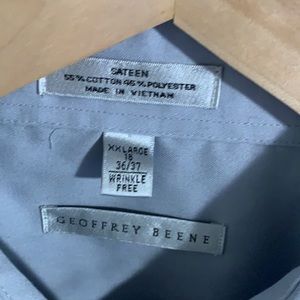 SATEEN
55% COTTON 45% POLYESTER
MADE IN VIETNAM
XXLARGE
18
36/37
WRINKLE
FREE
GEOFFREY BEENE